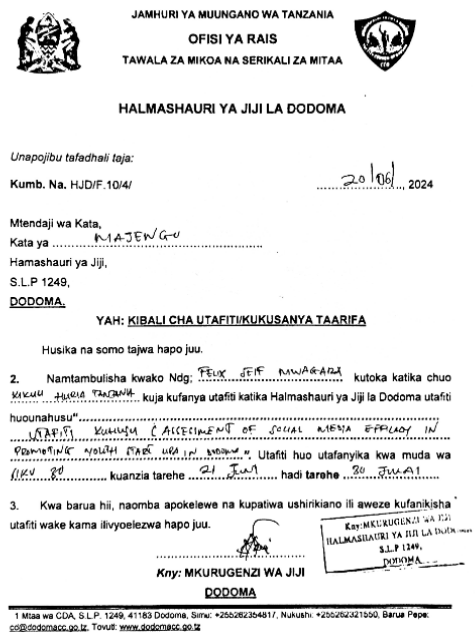 JAMHURI YA MUUNGANO WA TANZANIA
OFISI YA RAIS
TAWALA ZA MIKOA NA SERIKALI ZA MITAA
HALMASHAURI YA JIJI LA DODOMA
Unapojibu tafadhali taja:
Kumb. Na. HJD/F.10/4/
20/06/, 2024
Mtendaji wa Kata,
Kata ya MAJENGO
Hamashauri ya Jiji,
S.L.P 1249,
DODOMA.
YAH: KIBALI CHA UTAFITI/KUKUSANYA TAARIFA
Husika na somo tajwa hapo juu.
2. Namtambulisha kwako Ndg; FELIX SEIF MWAGARA kutoka katika chuo
KIKUU HURIA TANZANIA kuja kufanya utafiti katika Halmashauri ya Jiji la Dodoma utafiti
huounahusu"
UTAFITI KUHUSU (ASSECIMENT OF SOCIAL MEDIA EFFICACY IN
PROMOTING YOUTH START UPS IN DODOMA". Utafiti huo utafanyika kwa muda wa
SIKU 30 kuanzia tarehe 21 JUNI hadi tarehe 30 JULAI
3. Kwa barua hii, naomba apokelewe na kupatiwa ushirikiano ili aweze kufanikisha
utafiti wake kama ilivyoelezwa hapo juu.
Kny: MKURUGENZI WA JIJI
DODOMA
Kny: MKURUGENZI WA JIJI
HALMASHAURI YA JIJI LA DODOMA
S.L.P 1249,
DODOMA
1 Mtaa wa CDA, S.L.P. 1249, 41183 Dodoma, Simu: +255262354817, Nukushi: +255262321550, Barua Pepe:
cd@dodomacc.go.tz, Tovuti: www.dodomacc.go.tz